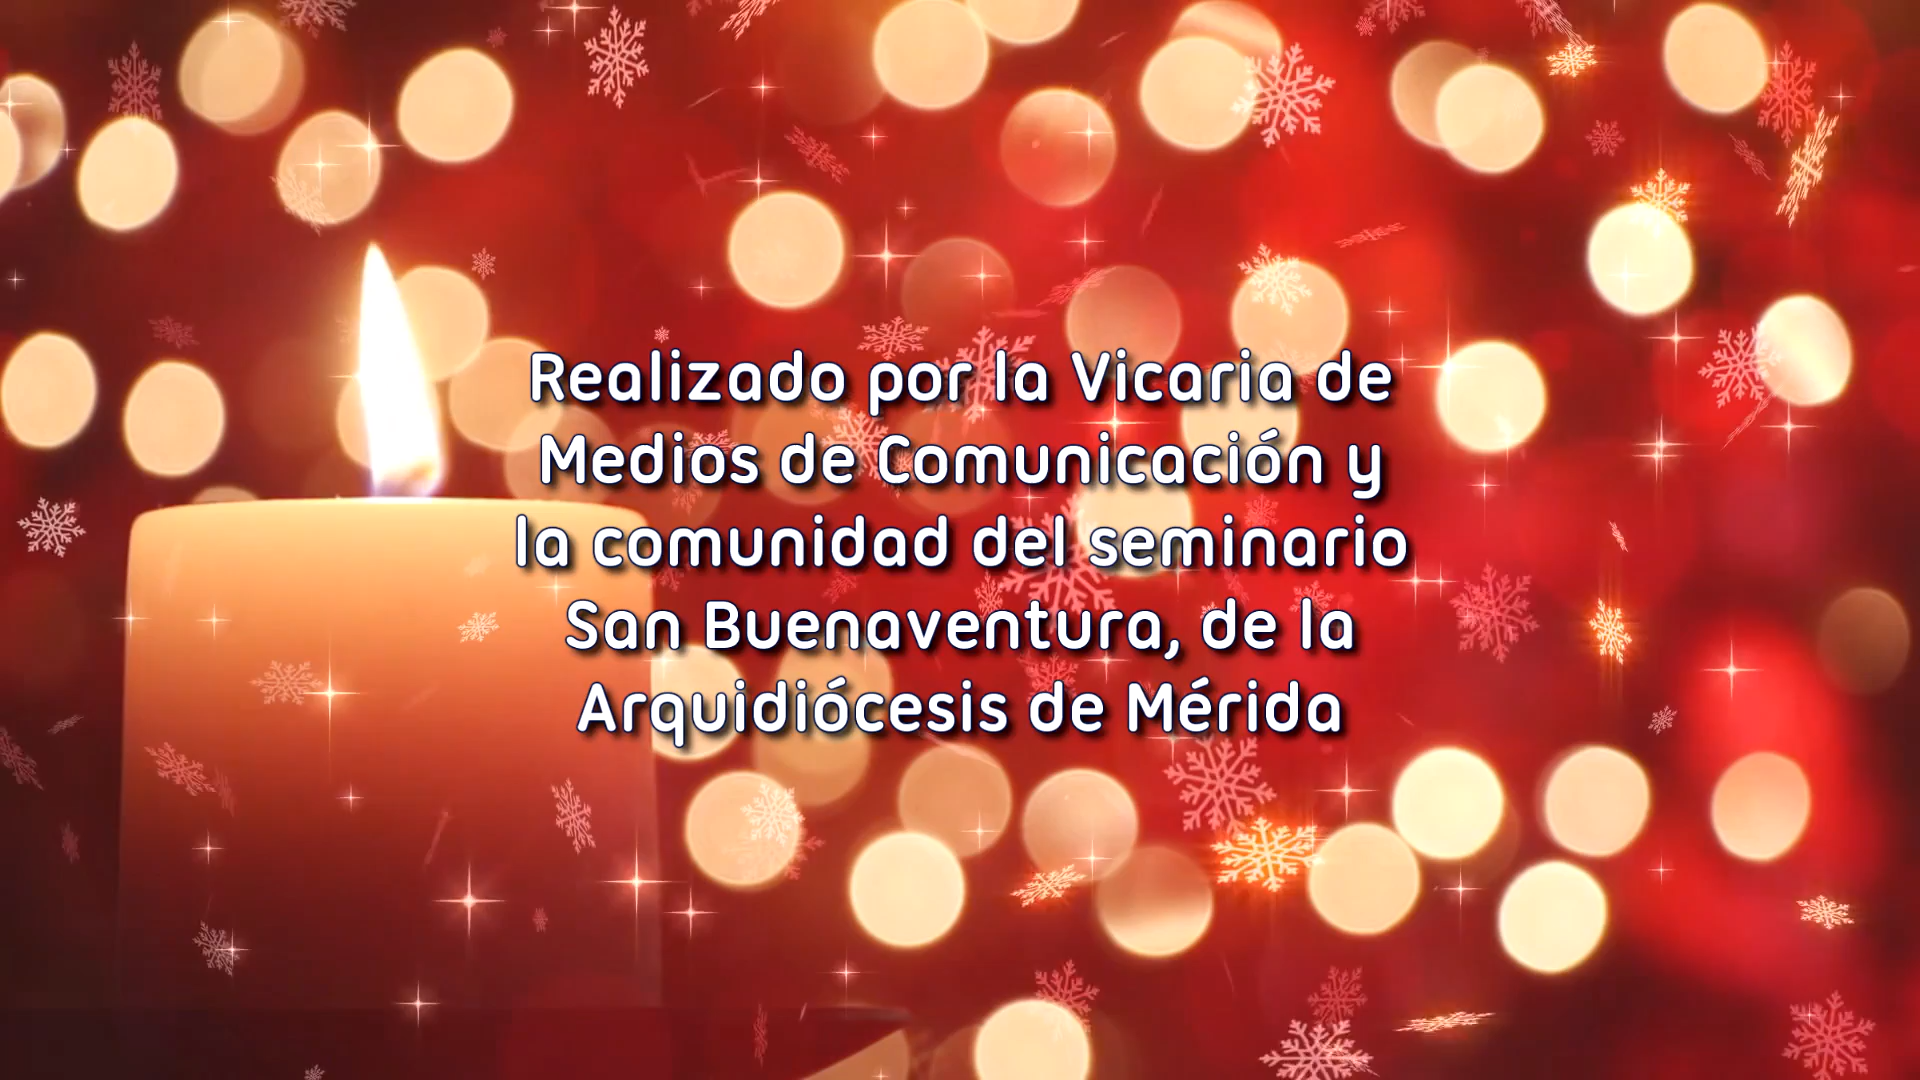 Realizado por la Vicaria de
Medios de Comunicación y
la comunidad del seminario
San Buenaventura, de la
Arquidiócesis de Mérida